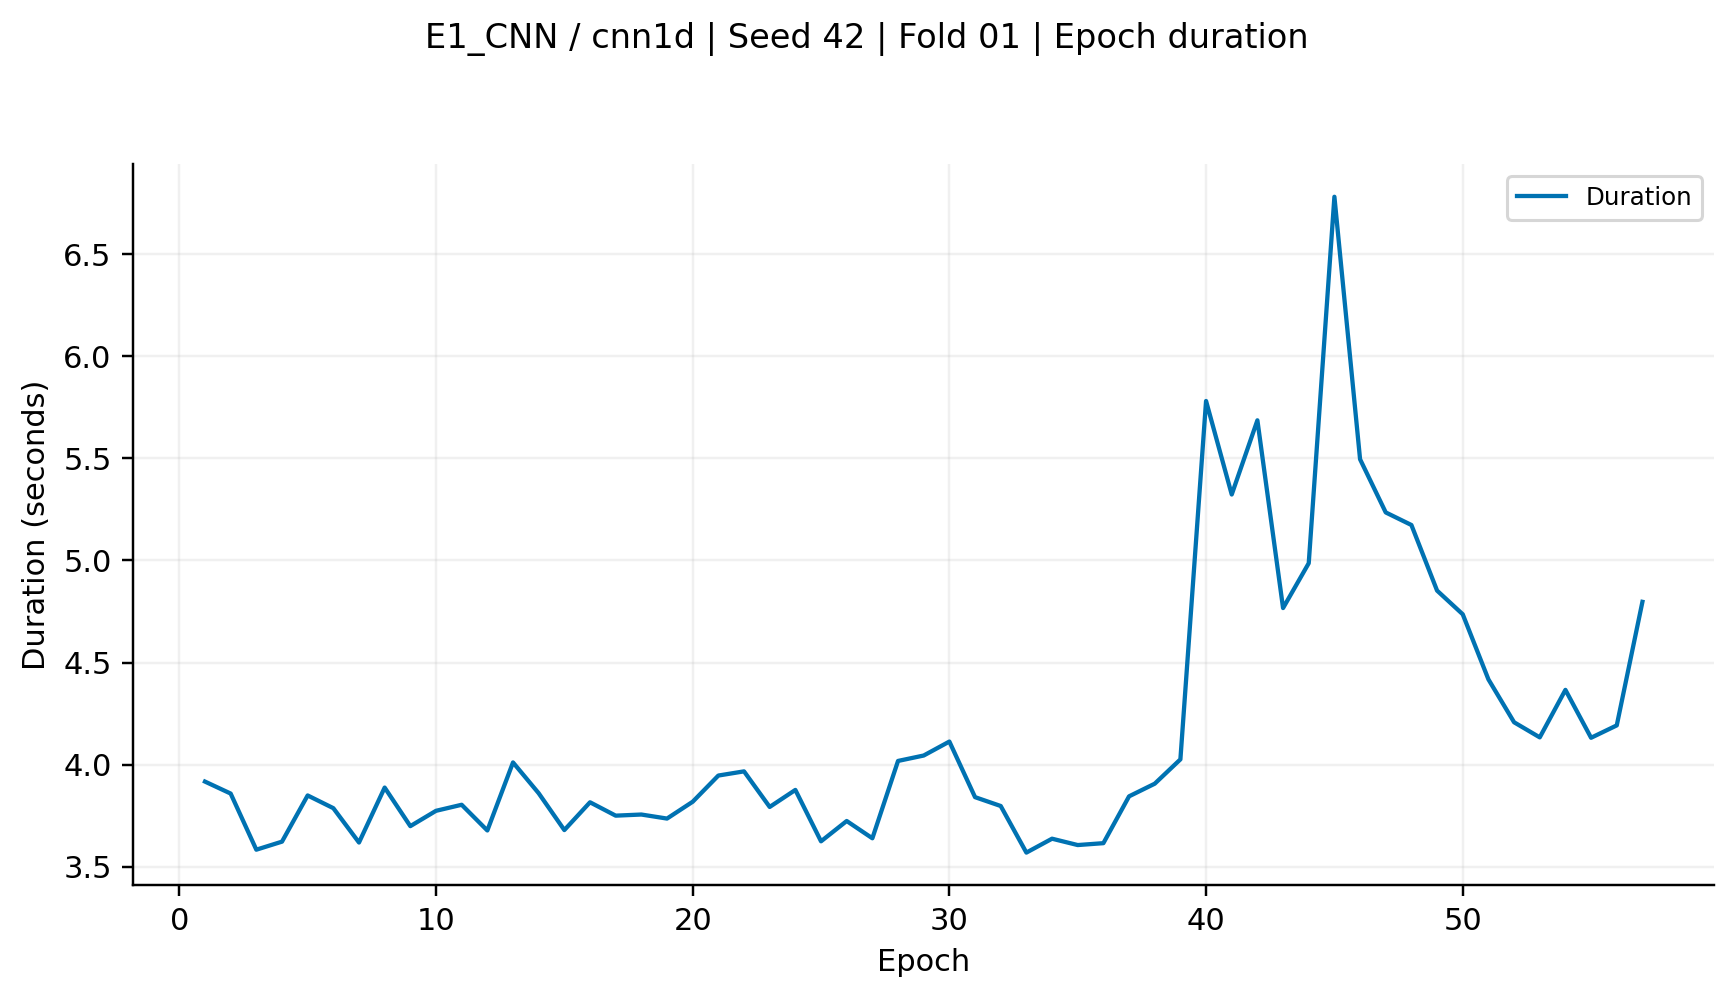 E1_CNN / cnn1d | Seed 42 | Fold 01 | Epoch duration
Duration
6.5
6.0
5.5
5.0
4.5
4.0
3.5
Duration (seconds)
0 10 20 30 40 50
Epoch